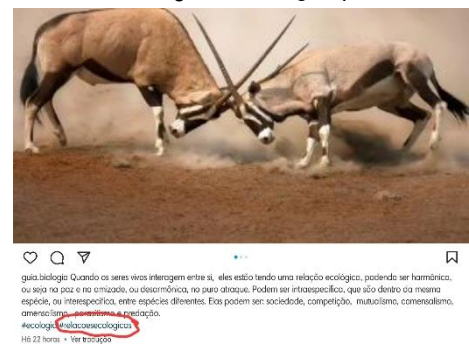 guia.biologia Quando os seres vivos interagem entre si, eles estão tendo uma relação ecológica, podendo ser harmônica,
ou seja na paz e na amizade, ou desarmônica, no puro atraque. Podem ser intraespecífica, que são dentro da mesma
espécie, ou interespecífica, entre espécies diferentes. Elas podem ser: sociedade, competição, mutualismo, comensalismo,
amensalismo, parasitismo e predação.
#ecologia #relacoesecologicas
Há 22 horas • Ver tradução